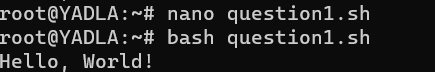 root@YADLA:~# nano question1.sh
root@YADLA:~# bash question1.sh
Hello, World!